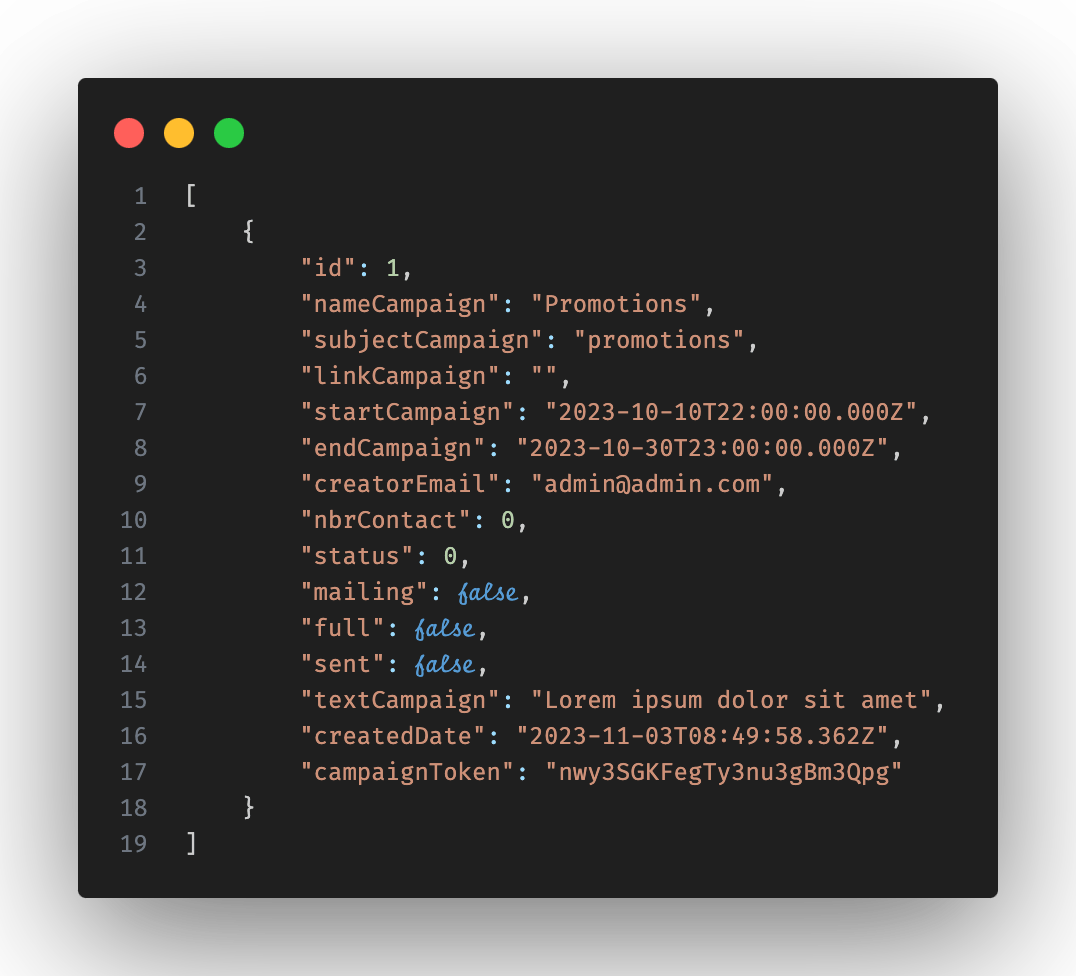 1 [
2 {
3 "id": 1,
4 "nameCampaign": "Promotions",
5 "subjectCampaign": "promotions",
6 "linkCampaign": "",
7 "startCampaign": "2023-10-10T22:00:00.000Z",
8 "endCampaign": "2023-10-30T23:00:00.000Z",
9 "creatorEmail": "admin@admin.com",
10 "nbrContact": 0,
11 "status": 0,
12 "mailing": false,
13 "full": false,
14 "sent": false,
15 "textCampaign": "Lorem ipsum dolor sit amet",
16 "createdDate": "2023-11-03T08:49:58.362Z",
17 "campaignToken": "nwy3SGKFegTy3nu3gBm3Qpg"
18 }
19 ]